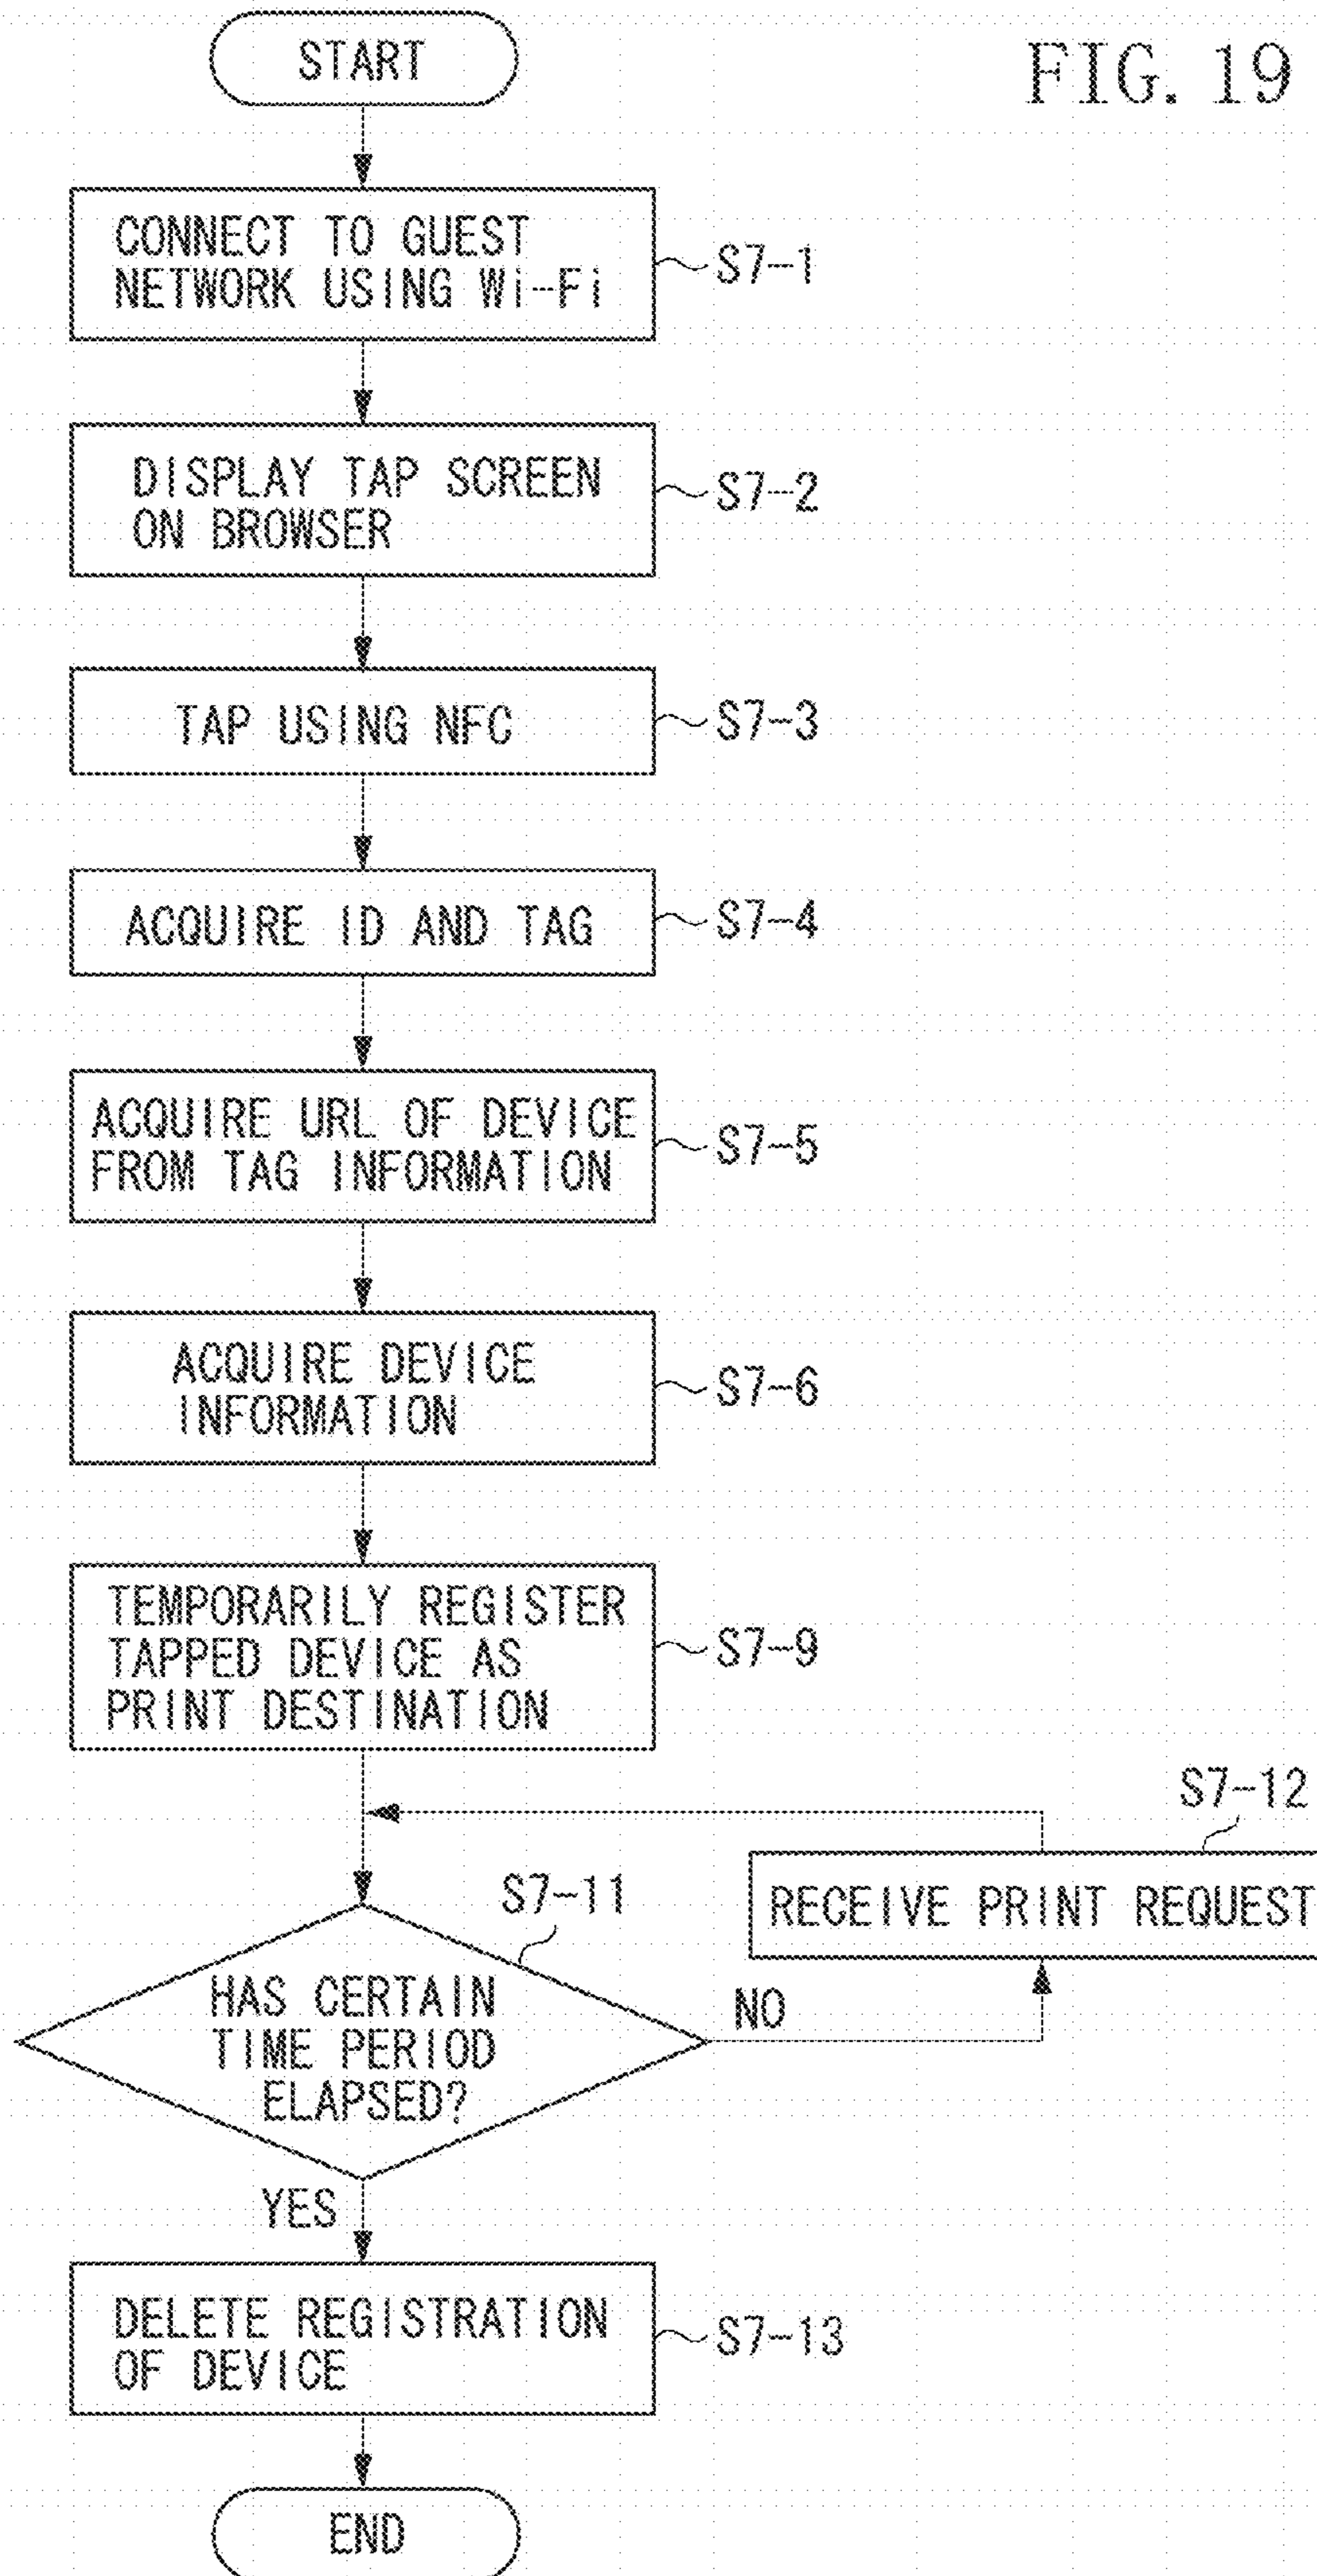 FIG. 19
START
CONNECT TO GUEST
NETWORK USING Wi-Fi
S7-1
DISPLAY TAP SCREEN
ON BROWSER
S7-2
TAP USING NFC
S7-3
ACQUIRE ID AND TAG
S7-4
ACQUIRE URL OF DEVICE
FROM TAG INFORMATION
S7-5
ACQUIRE DEVICE
INFORMATION
S7-6
TEMPORARILY REGISTER
TAPPED DEVICE AS
PRINT DESTINATION
S7-9
S7-12
RECEIVE PRINT REQUEST
S7-11
HAS CERTAIN
TIME PERIOD
ELAPSED?
NO
YES
DELETE REGISTRATION
OF DEVICE
S7-13
END